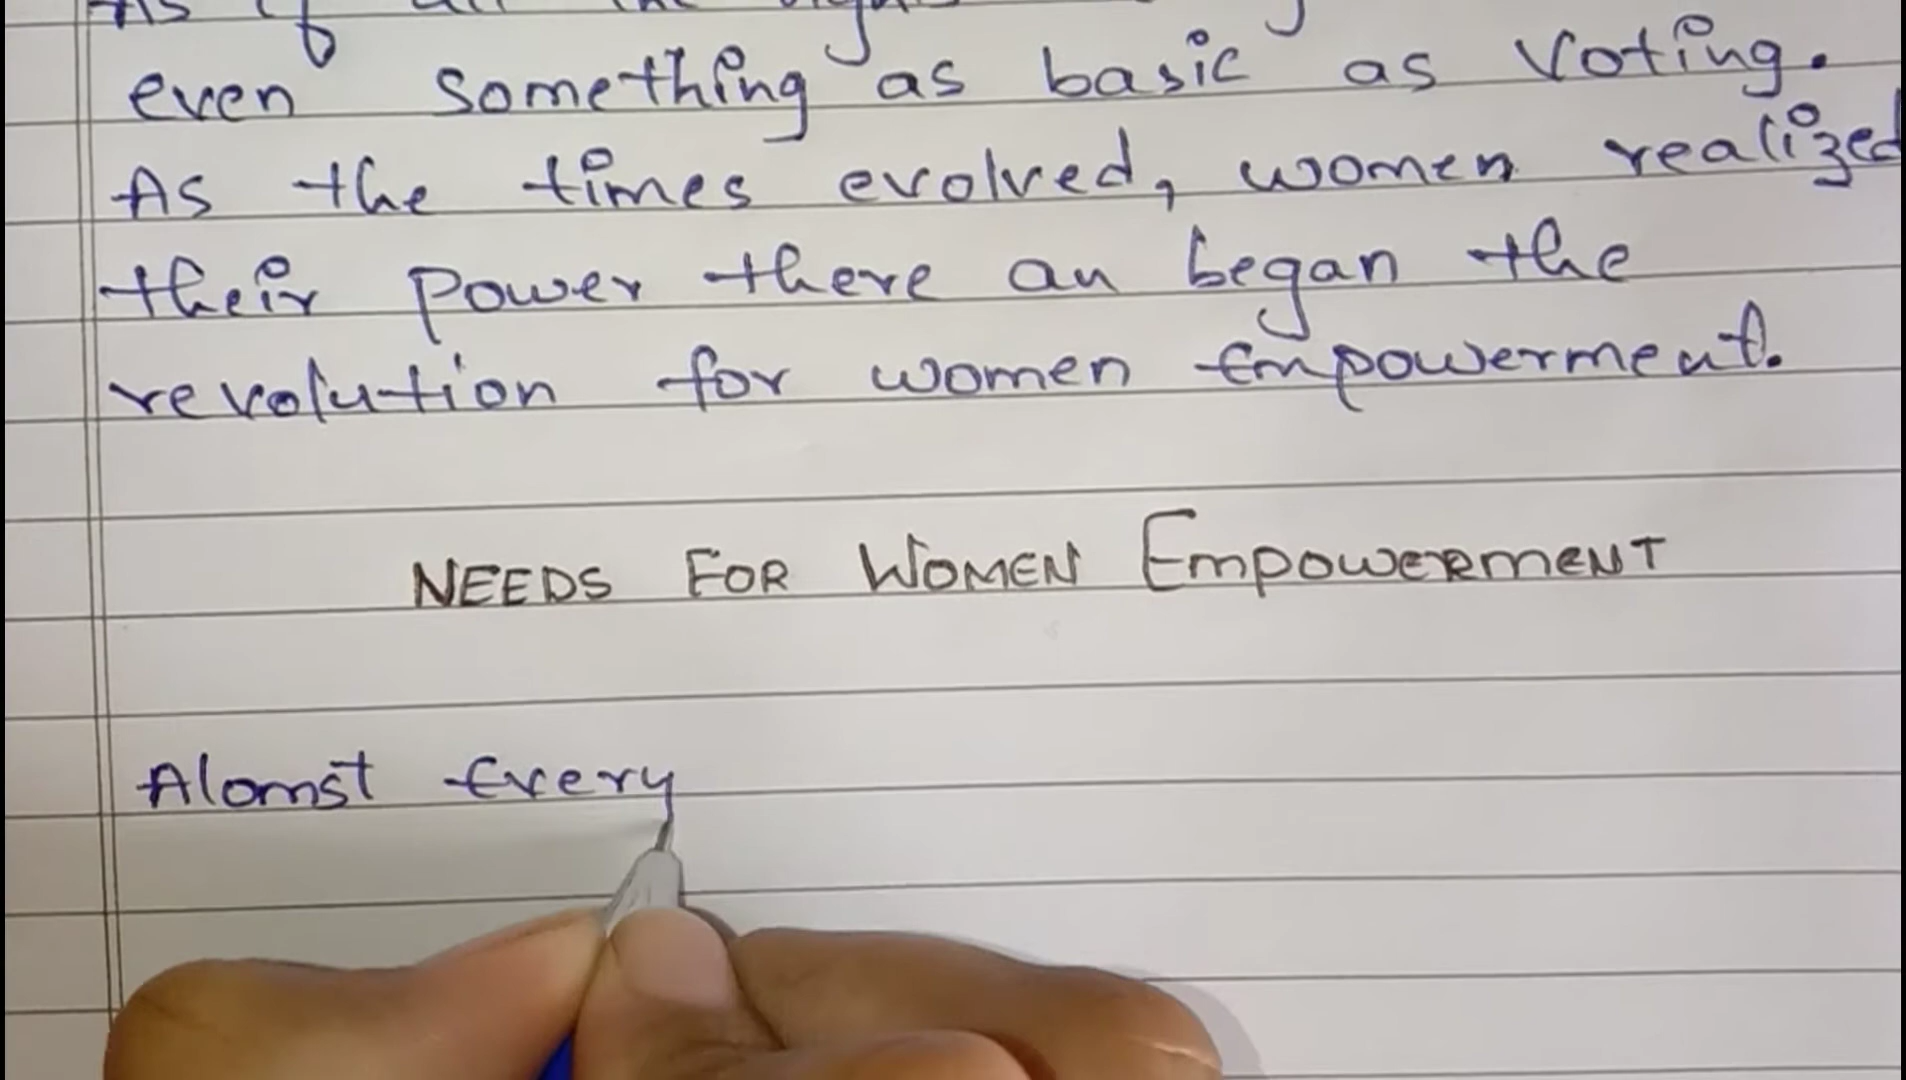 even something as basic as Voting.
As the times evolved, women realized
their power there an began the
revolution for women Empowerment.
NEEDS FOR WOMEN EMPOWERMENT
Alomst Every